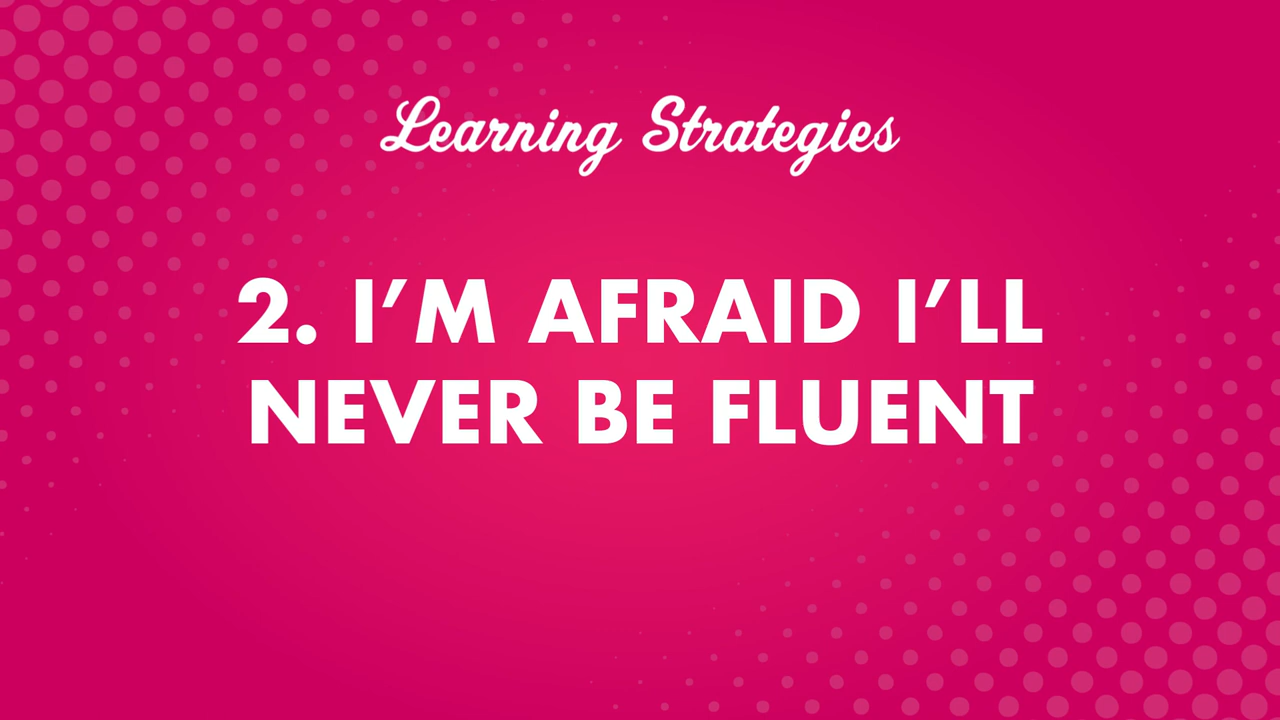 Learning Strategies
2. I’M AFRAID I’LL
NEVER BE FLUENT